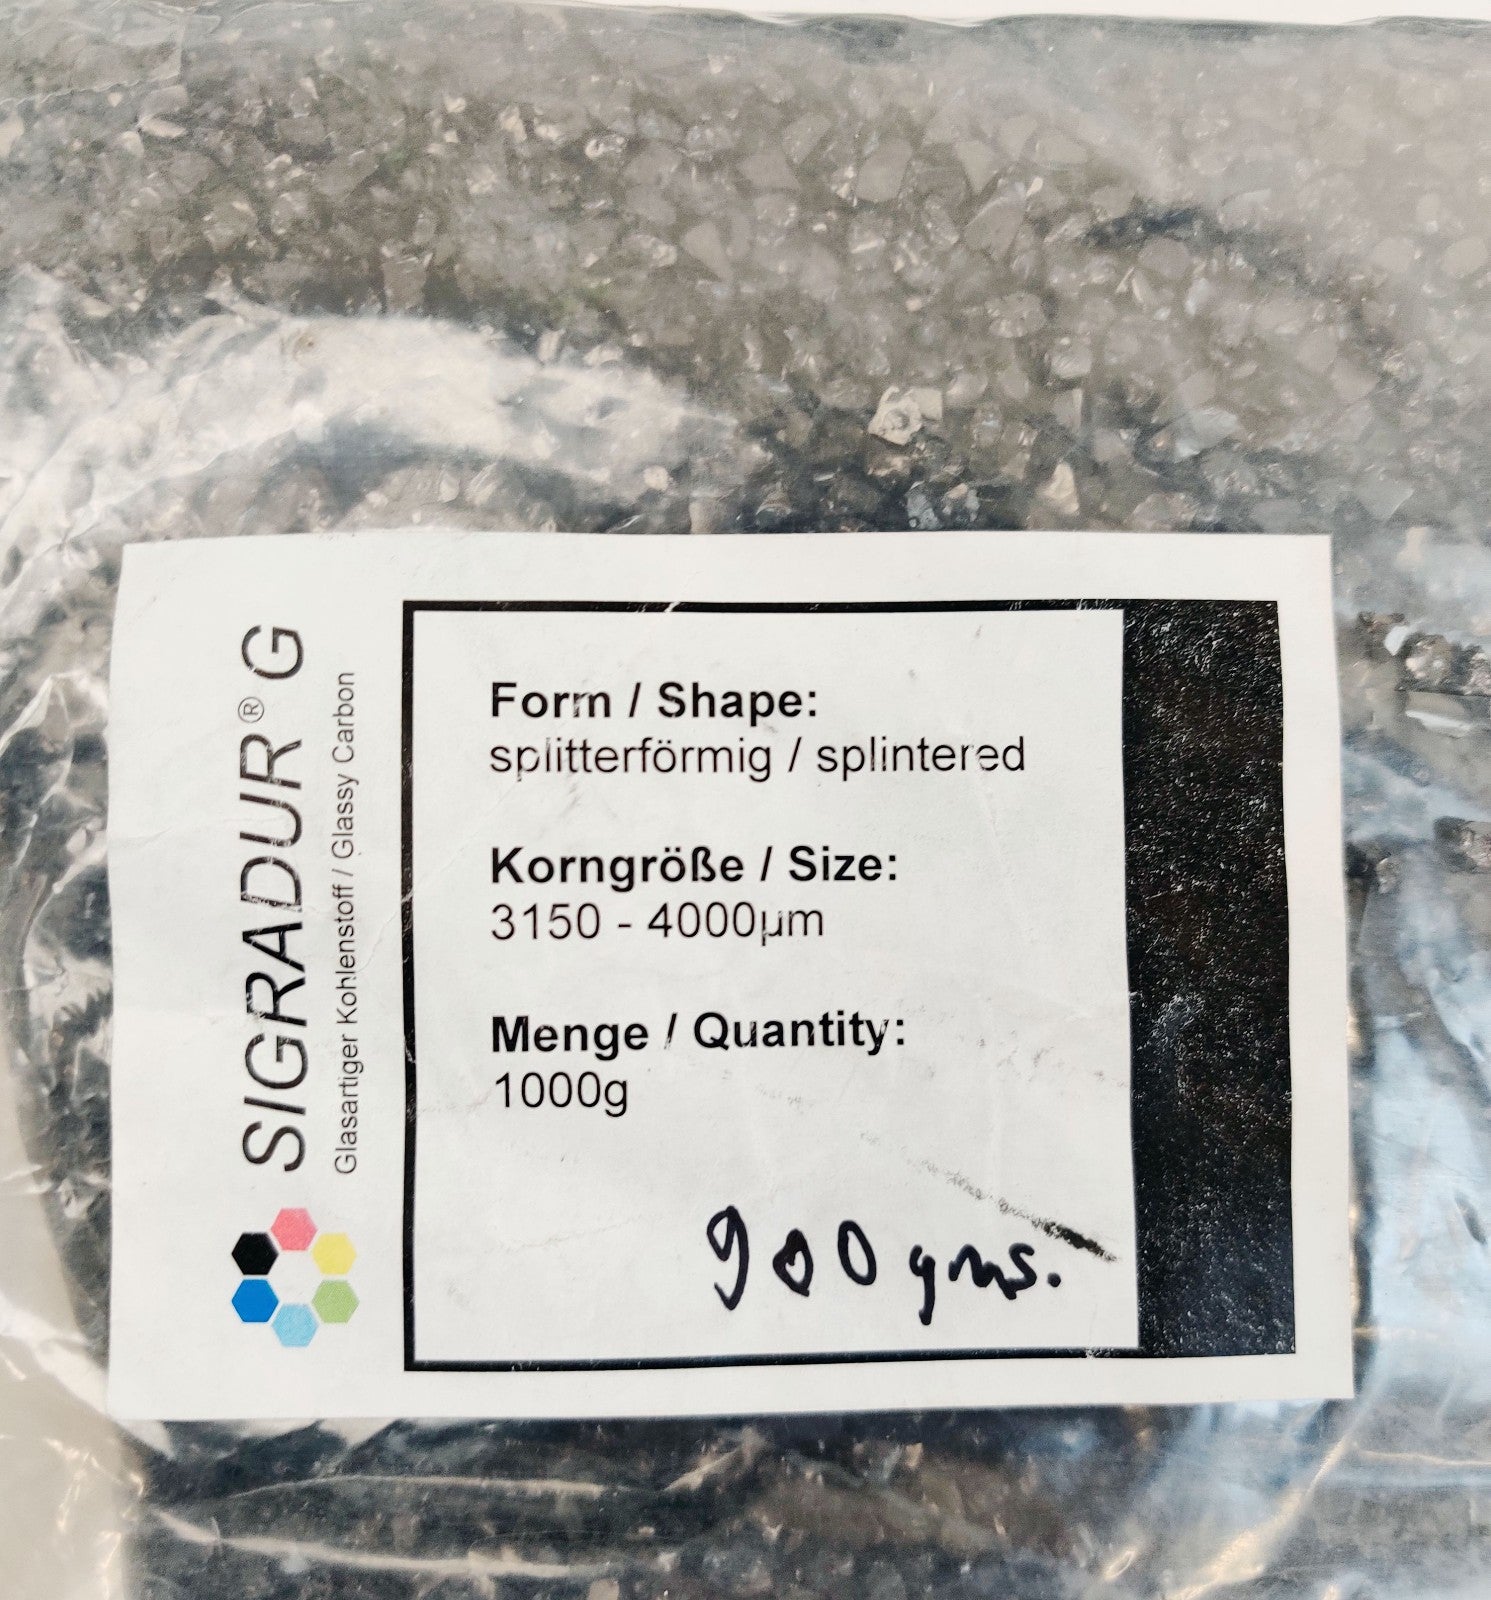 SIGRADUR® G
Glasartiger Kohlenstoff / Glassy Carbon
Form / Shape:
splitterförmig / splintered
Korngröße / Size:
3150 - 4000µm
Menge / Quantity:
1000g
900 gms.